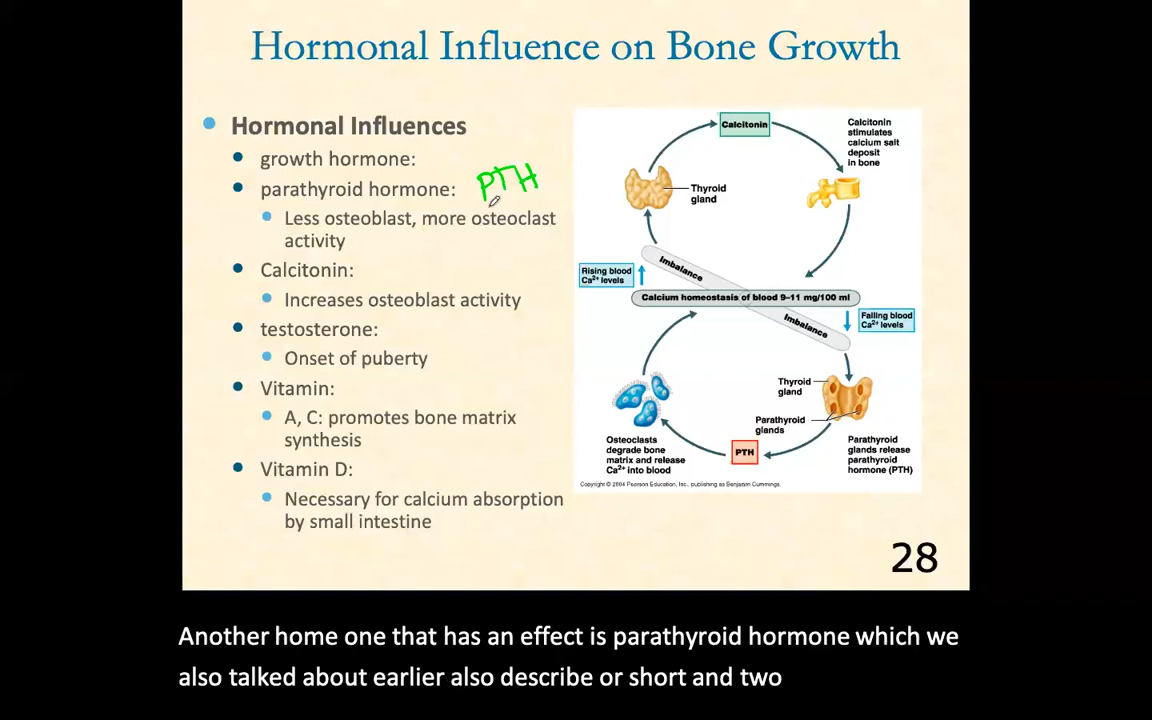 Hormonal Influence on Bone Growth
Hormonal Influences
growth hormone:
parathyroid hormone: PTH
Less osteoblast, more osteoclast
activity
Calcitonin:
Increases osteoblast activity
testosterone:
Onset of puberty
Vitamin:
A, C: promotes bone matrix
synthesis
Vitamin D:
Necessary for calcium absorption
by small intestine
Calcitonin
Calcitonin
stimulates
calcium salt
deposit
in bone
Thyroid
gland
Imbalance
Rising blood
Ca2+ levels
Calcium homeostasis of blood 9–11 mg/100 ml
Imbalance
Falling blood
Ca2+ levels
Thyroid
gland
Parathyroid
glands
Osteoclasts
degrade bone
matrix and release
Ca2+ into blood
PTH
Parathyroid
glands release
parathyroid
hormone (PTH)
Copyright © 2004 Pearson Education, Inc., publishing as Benjamin Cummings.
28
Another home one that has an effect is parathyroid hormone which we
also talked about earlier also describe or short and two